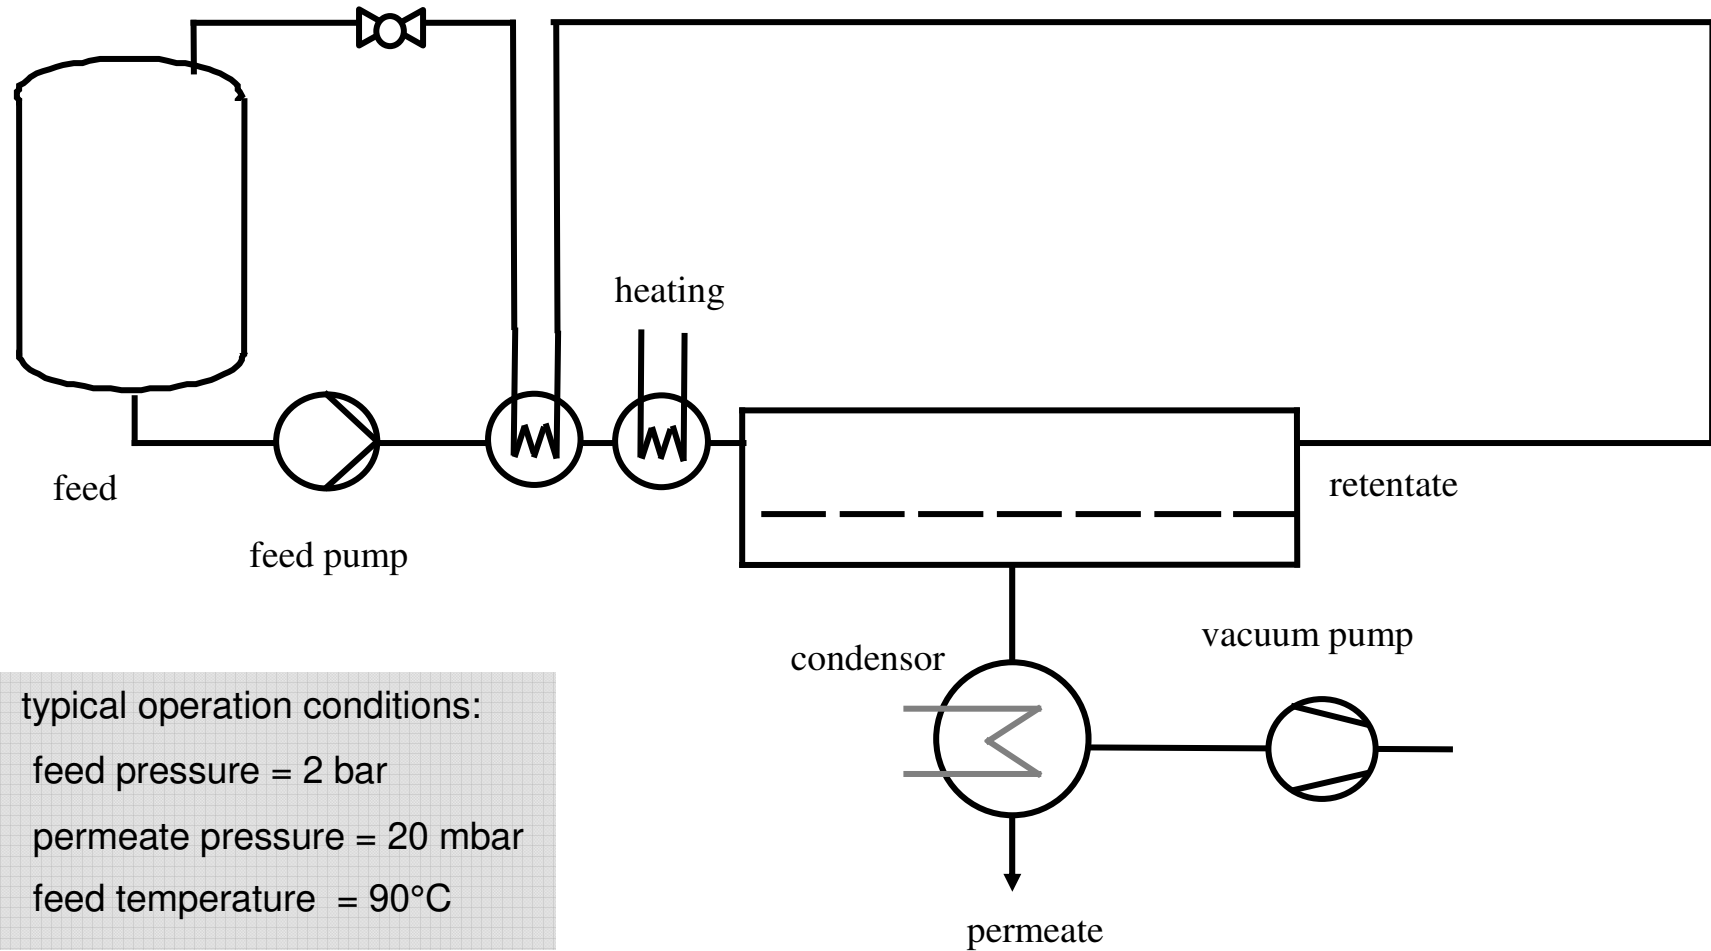 heating
feed
retentate
feed pump
vacuum pump
condensor
typical operation conditions:
feed pressure = 2 bar
permeate pressure = 20 mbar
feed temperature = 90°C
permeate